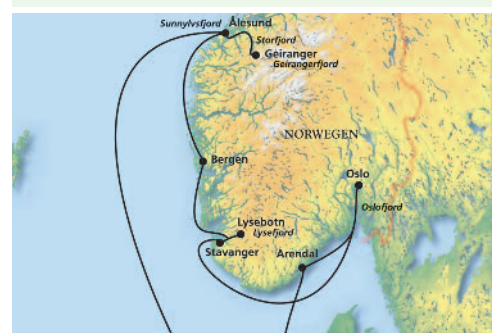 Sunnylvsfjord
Ålesund
Storfjord
Geiranger
Geirangerfjord
NORWEGEN
Bergen
Oslo
Lysebotn
Oslofjord
Lysefjord
Stavanger
Arendal